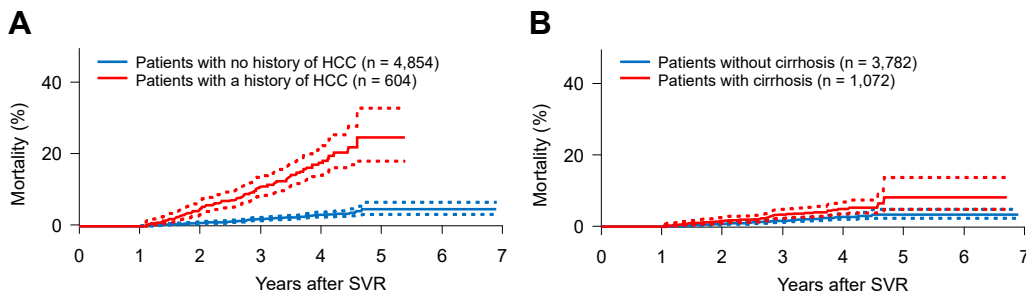 A
Patients with no history of HCC (n = 4,854)
Patients with a history of HCC (n = 604)
Mortality (%)
40
20
0
0 1 2 3 4 5 6 7
Years after SVR
B
Patients without cirrhosis (n = 3,782)
Patients with cirrhosis (n = 1,072)
Mortality (%)
40
20
0
0 1 2 3 4 5 6 7
Years after SVR